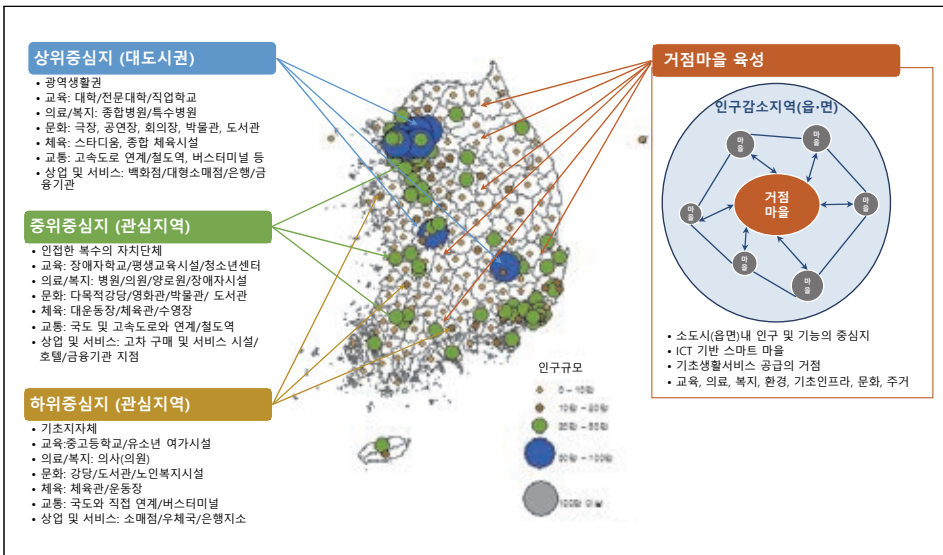 상위중심지 (대도시권)
• 광역생활권
• 교육: 대학/전문대학/직업학교
• 의료/복지: 종합병원/특수병원
• 문화: 극장, 공연장, 회의장, 박물관, 도서관
• 체육: 스타디움, 종합 체육시설
• 교통: 고속도로 연계/철도역, 버스터미널 등
• 상업 및 서비스: 백화점/대형소매점/은행/금
융기관
중위중심지 (관심지역)
• 인접한 복수의 자치단체
• 교육: 장애자학교/평생교육시설/청소년센터
• 의료/복지: 병원/의원/양로원/장애자시설
• 문화: 다목적강당/영화관/박물관/ 도서관
• 체육: 대운동장/체육관/수영장
• 교통: 국도 및 고속도로와 연계/철도역
• 상업 및 서비스: 고차 구매 및 서비스 시설/
호텔/금융기관 지점
하위중심지 (관심지역)
• 기초지자체
• 교육:중고등학교/유소년 여가시설
• 의료/복지: 의사(의원)
• 문화: 강당/도서관/노인복지시설
• 체육: 체육관/운동장
• 교통: 국도와 직접 연계/버스터미널
• 상업 및 서비스: 소매점/우체국/은행지소
인구규모
거점마을 육성
인구감소지역(읍·면)
마
을
마
을
마
을
마
을
마
을
마
을
거점
마을
• 소도시(읍면)내 인구 및 기능의 중심지
• ICT 기반 스마트 마을
• 기초생활서비스 공급의 거점
• 교육, 의료, 복지, 환경, 기초인프라, 문화, 주거